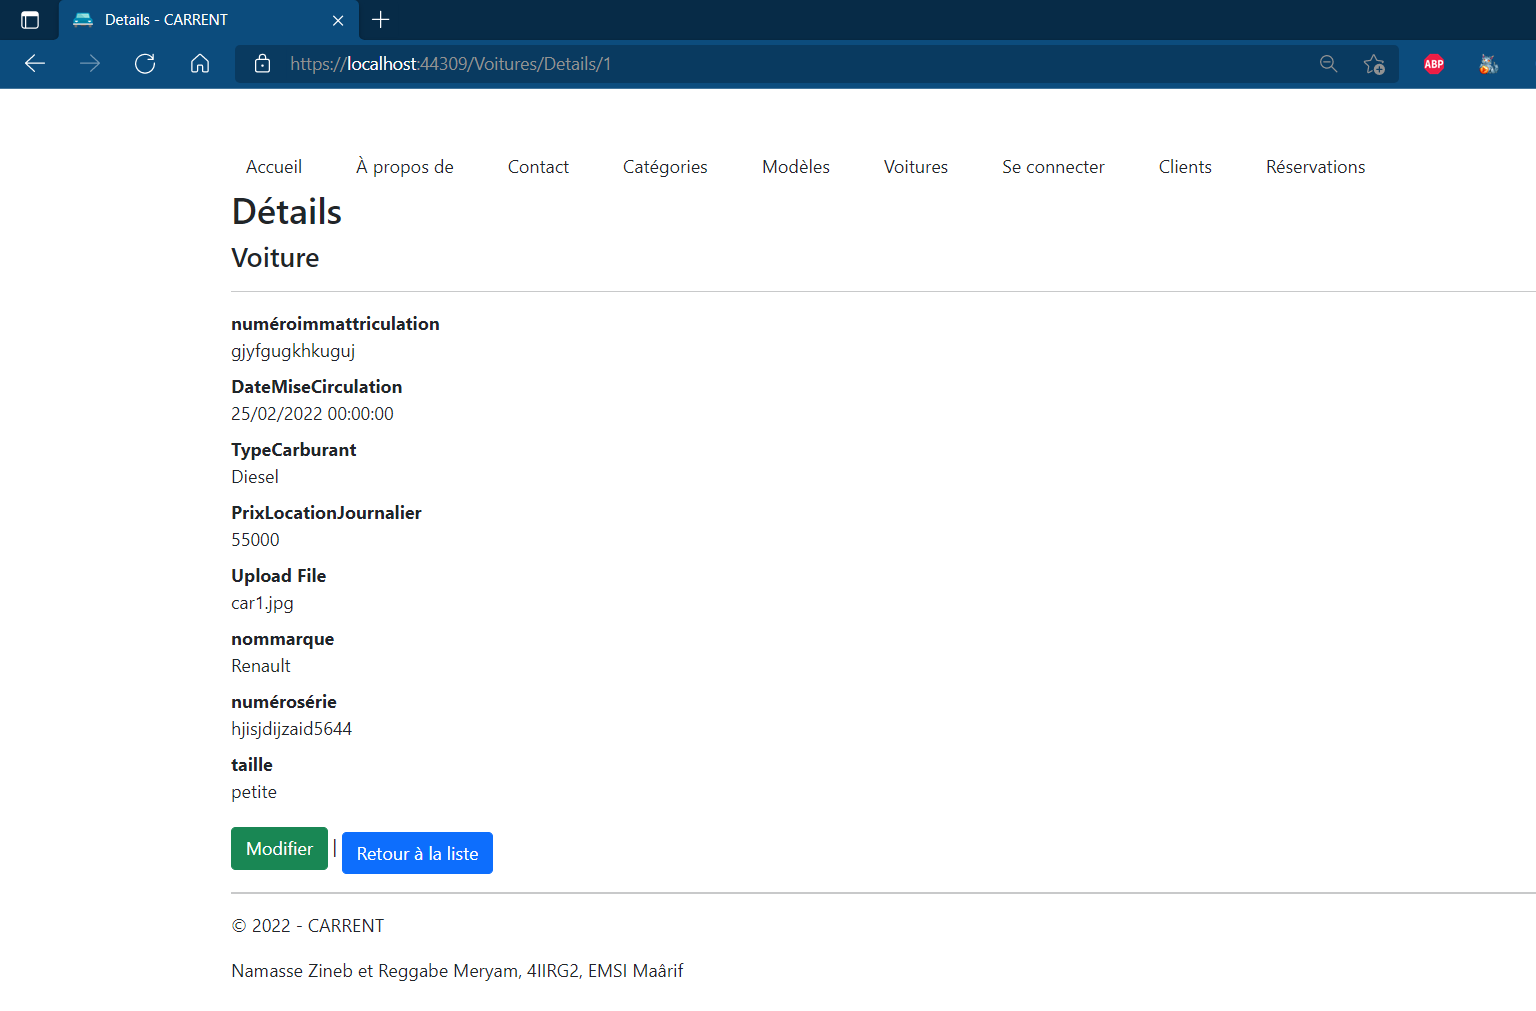 Details - CARRENT
https://localhost:44309/Voitures/Details/1
ABP
Accueil À propos de Contact Catégories Modèles Voitures Se connecter Clients Réservations
Détails
Voiture
numéroimmattriculation
gjyfgugkhkuguj
DateMiseCirculation
25/02/2022 00:00:00
TypeCarburant
Diesel
PrixLocationJournalier
55000
Upload File
car1.jpg
nommarque
Renault
numérosérie
hjisjdijzaid5644
taille
petite
Modifier | Retour à la liste
© 2022 - CARRENT
Namasse Zineb et Reggabe Meryam, 4IIRG2, EMSI Maârif